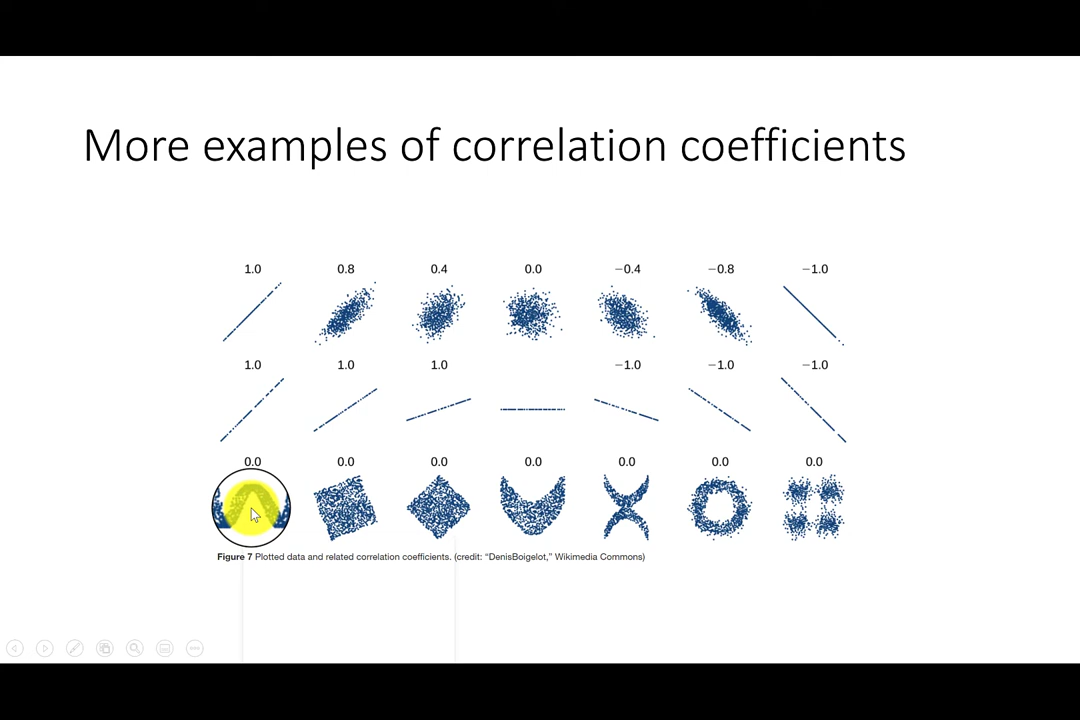 More examples of correlation coefficients
1.0 0.8 0.4 0.0 −0.4 −0.8 −1.0
1.0 1.0 1.0 −1.0 −1.0 −1.0
0.0 0.0 0.0 0.0 0.0 0.0 0.0
Figure 7 Plotted data and related correlation coefficients. (credit: “DenisBoigelot,” Wikimedia Commons)